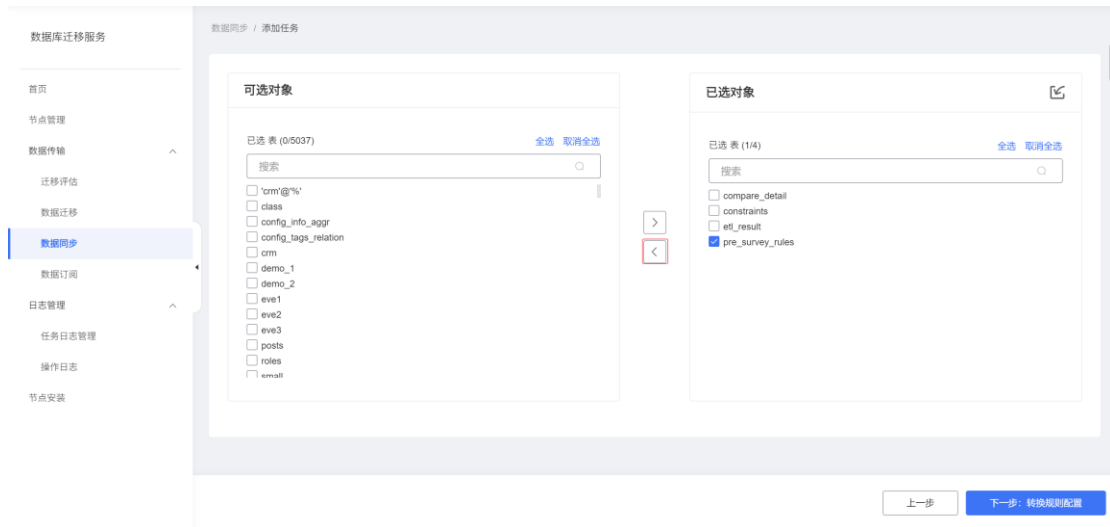 数据库迁移服务
首页
节点管理
数据传输
迁移评估
数据迁移
数据同步
数据订阅
日志管理
任务日志管理
操作日志
节点安装
数据同步 / 添加任务
可选对象
已选 表 (0/5037) 全选 取消全选
搜索
'crm'@'%'
class
config_info_aggr
config_tags_relation
crm
demo_1
demo_2
eve1
eve2
eve3
posts
roles
small
已选对象
已选 表 (1/4) 全选 取消全选
搜索
compare_detail
constraints
etl_result
pre_survey_rules
上一步
下一步：转换规则配置